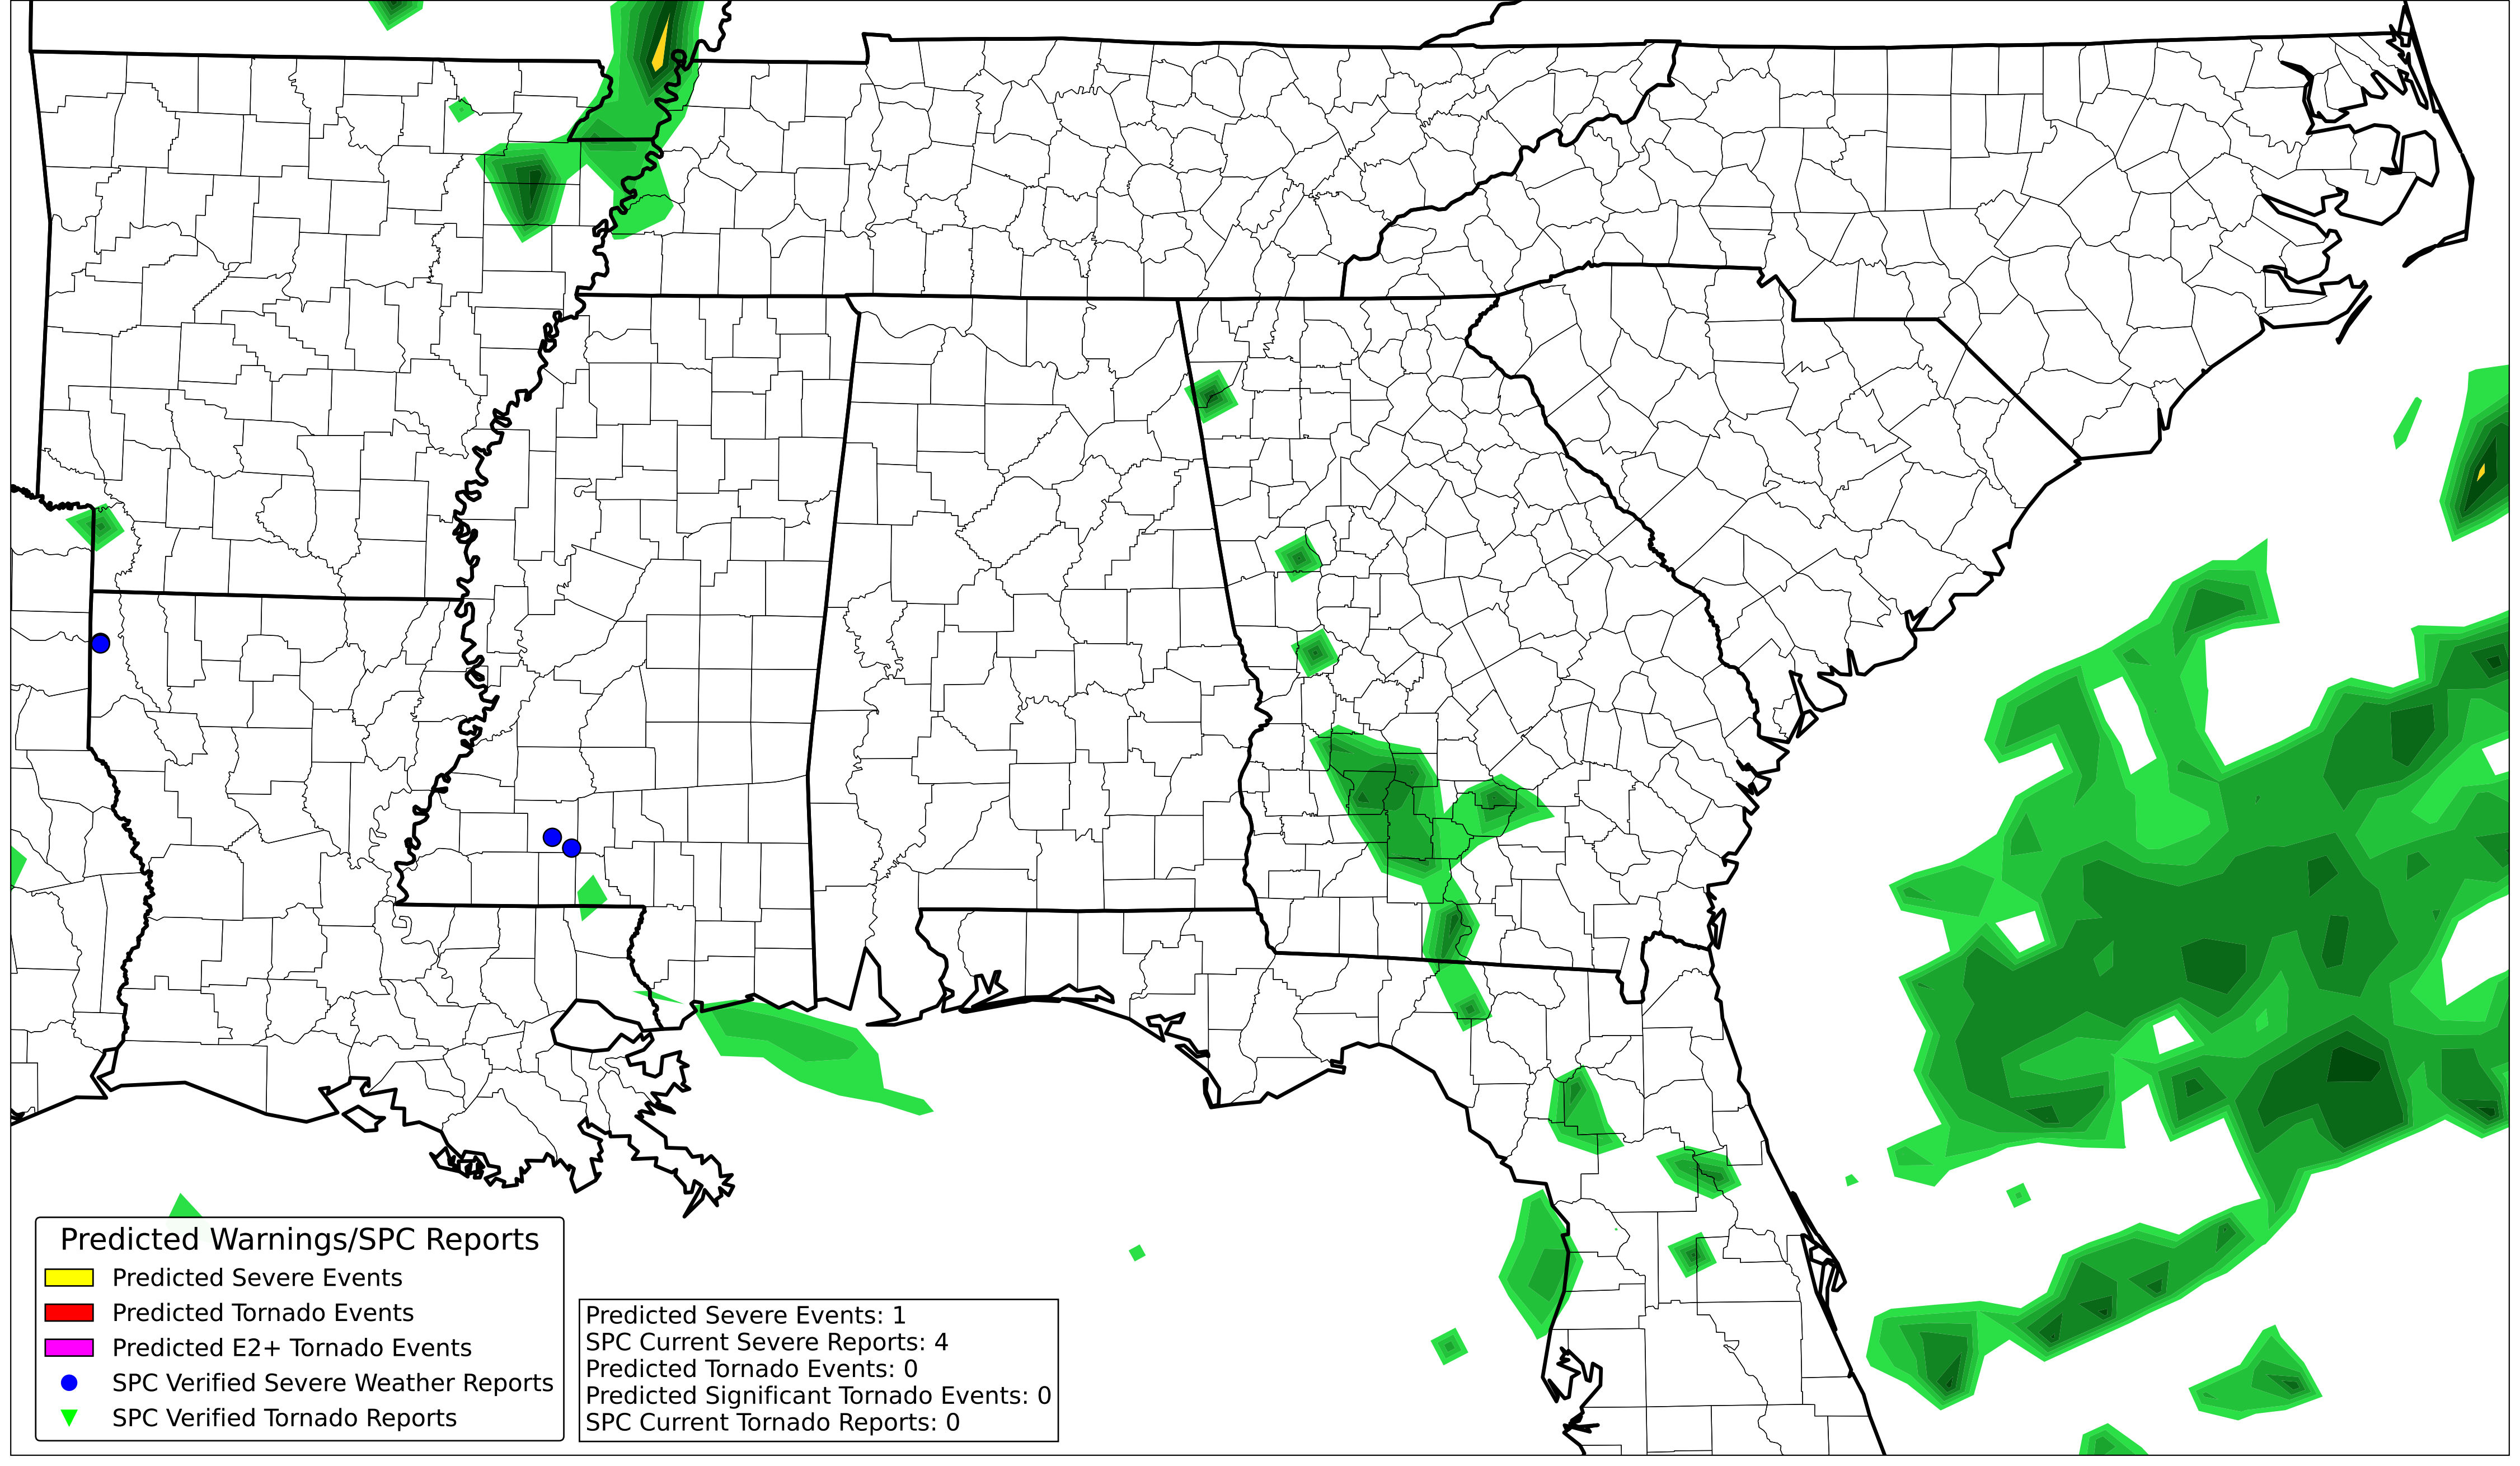 Predicted Warnings/SPC Reports
Predicted Severe Events
Predicted Tornado Events
Predicted E2+ Tornado Events
SPC Verified Severe Weather Reports
SPC Verified Tornado Reports
Predicted Severe Events: 1
SPC Current Severe Reports: 4
Predicted Tornado Events: 0
Predicted Significant Tornado Events: 0
SPC Current Tornado Reports: 0